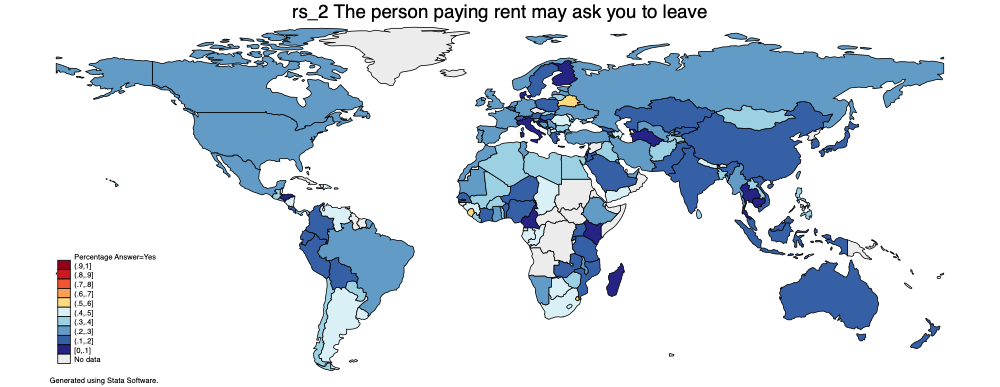 rs_2 The person paying rent may ask you to leave
Percentage Answer=Yes
(.9,1]
(.8,.9]
(.7,.8]
(.6,.7]
(.5,.6]
(.4,.5]
(.3,.4]
(.2,.3]
(.1,.2]
[0,.1]
No data
Generated using Stata Software.